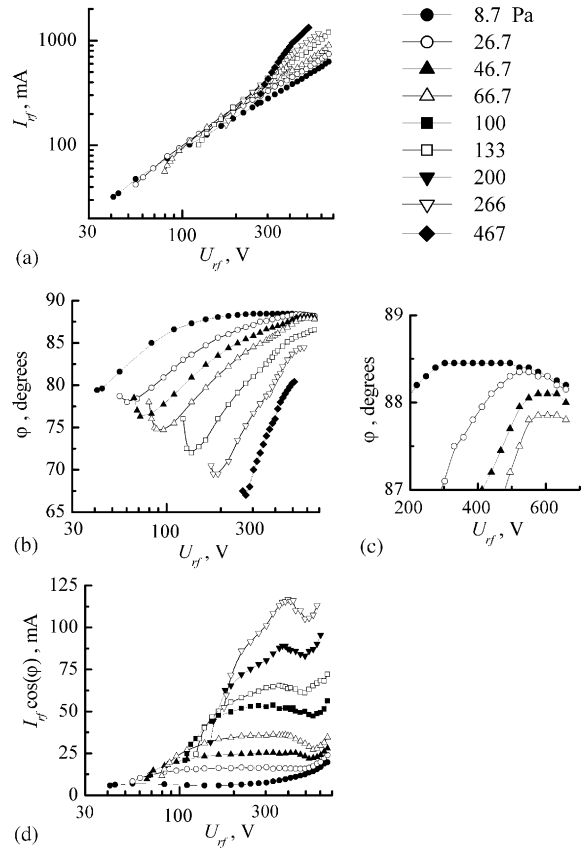 1000
100
I_rf, mA
30 100 300
U_rf, V
(a)
8.7 Pa
26.7
46.7
66.7
100
133
200
266
467
90
85
80
75
70
65
φ, degrees
30 100 300
U_rf, V
(b)
89
88
87
φ, degrees
200 400 600
U_rf, V
(c)
125
100
75
50
25
0
I_rf cos(φ), mA
30 100 300
U_rf, V
(d)